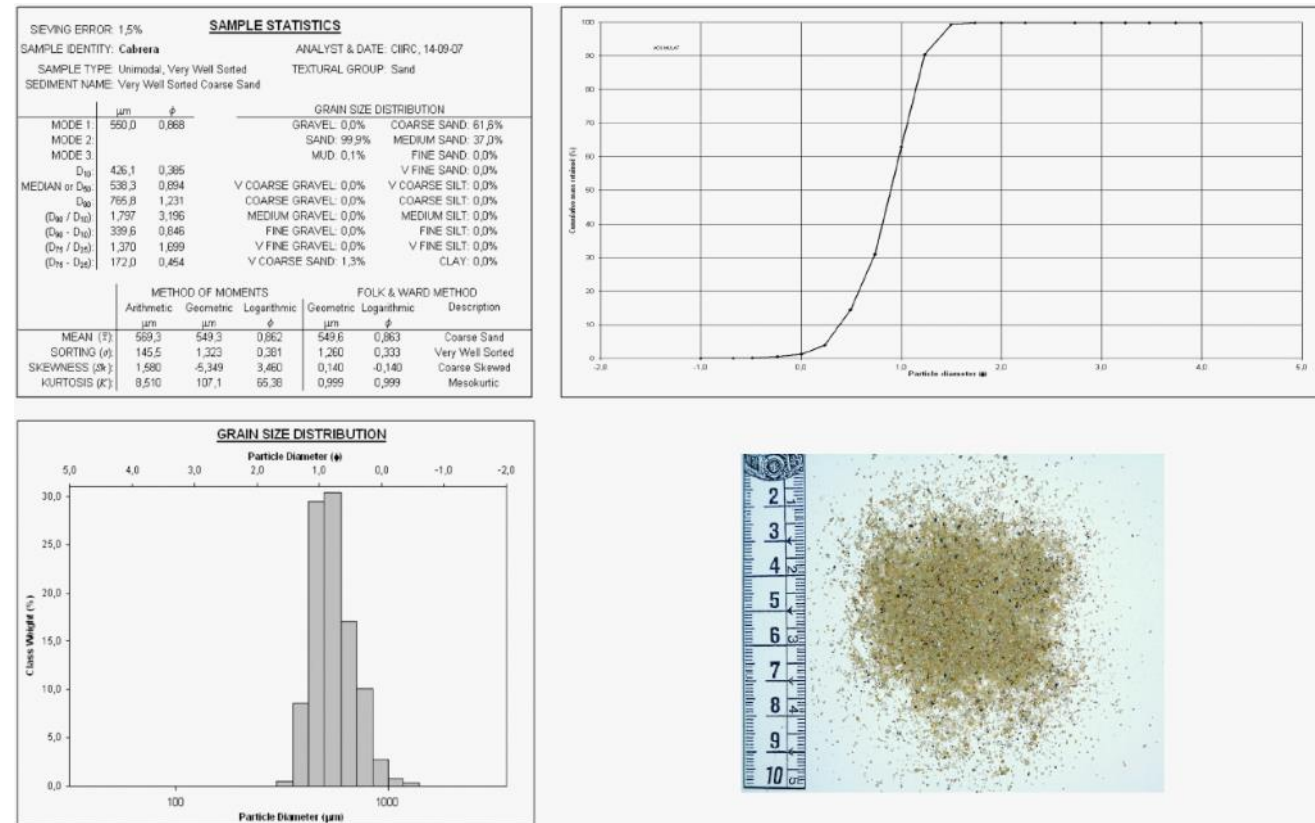 SAMPLE STATISTICS
SIEVING ERROR: 1,5%
SAMPLE IDENTITY: Cabrera ANALYST & DATE: CIIRC, 14-09-07
SAMPLE TYPE: Unimodal, Very Well Sorted TEXTURAL GROUP: Sand
SEDIMENT NAME: Very Well Sorted Coarse Sand
μm ϕ GRAIN SIZE DISTRIBUTION
MODE 1: 550,0 0,868 GRAVEL: 0,0% COARSE SAND: 61,6%
MODE 2: SAND: 99,9% MEDIUM SAND: 37,0%
MODE 3: MUD: 0,1% FINE SAND: 0,0%
D10: 426,1 0,385 V FINE SAND: 0,0%
MEDIAN or D50: 538,3 0,894 V COARSE GRAVEL: 0,0% V COARSE SILT: 0,0%
D90: 765,8 1,231 COARSE GRAVEL: 0,0% COARSE SILT: 0,0%
(D90 / D10): 1,797 3,196 MEDIUM GRAVEL: 0,0% MEDIUM SILT: 0,0%
(D90 - D10): 339,6 0,846 FINE GRAVEL: 0,0% FINE SILT: 0,0%
(D75 / D25): 1,370 1,699 V FINE GRAVEL: 0,0% V FINE SILT: 0,0%
(D75 - D25): 172,0 0,454 V COARSE SAND: 1,3% CLAY: 0,0%
METHOD OF MOMENTS FOLK & WARD METHOD
Arithmetic Geometric Logarithmic Geometric Logarithmic Description
μm μm ϕ μm ϕ
MEAN (x̄): 569,3 549,3 0,862 549,6 0,863 Coarse Sand
SORTING (σ): 145,5 1,323 0,381 1,260 0,333 Very Well Sorted
SKEWNESS (Sk): 1,580 -5,349 3,460 0,140 -0,140 Coarse Skewed
KURTOSIS (K): 8,510 107,1 65,38 0,999 0,999 Mesokurtic
100
90
80
70
60
50
40
30
20
10
0
ACUMULAT
Cumulative mass retained (%)
-2,0 -1,0 0,0 1,0 2,0 3,0 4,0 5,0
Particle diameter (ϕ)
GRAIN SIZE DISTRIBUTION
Particle Diameter (ϕ)
5,0 4,0 3,0 2,0 1,0 0,0 -1,0 -2,0
30,0
25,0
20,0
15,0
10,0
5,0
0,0
Class Weight (%)
100 1000
Particle Diameter (μm)
2 1
3
4 2
5
6 3
7
8 4
9
10 5